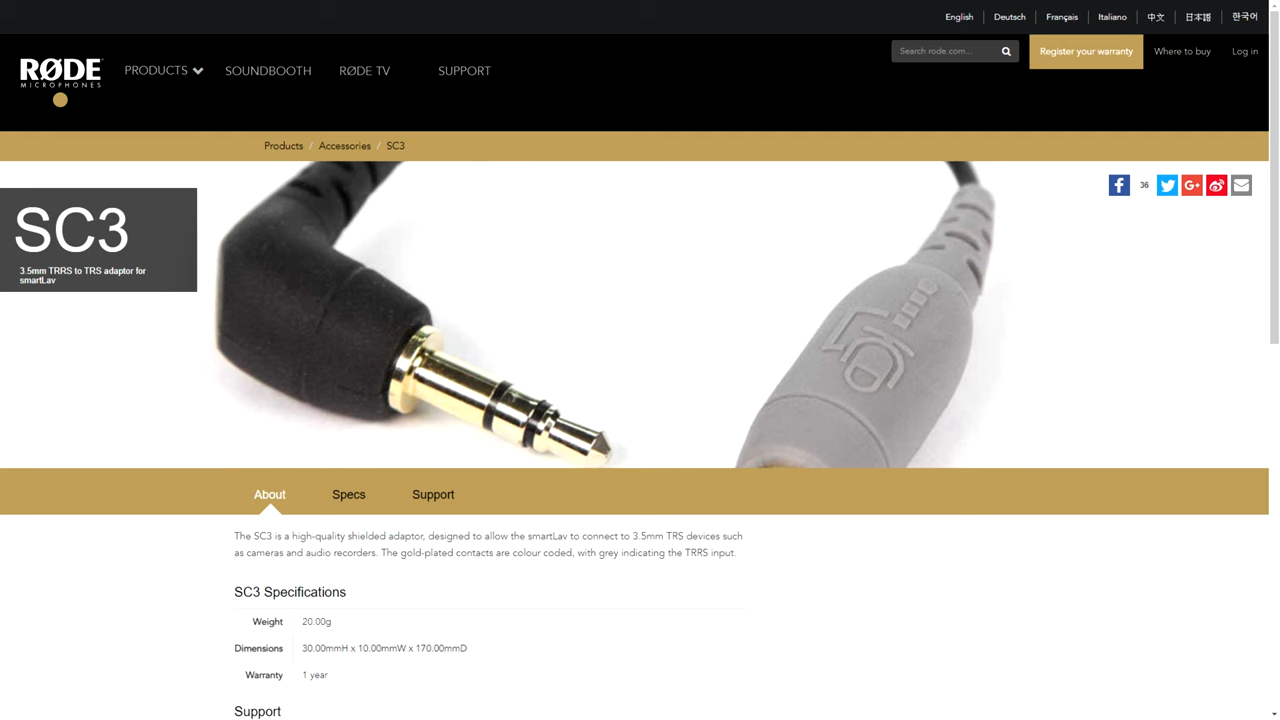 English
Deutsch
Français
Italiano
中文
日本語
한국어
RØDE
MICROPHONES
PRODUCTS
SOUNDBOOTH
RØDE TV
SUPPORT
Search rode.com...
Register your warranty
Where to buy
Log in
Products / Accessories / SC3
SC3
3.5mm TRRS to TRS adaptor for
smartLav
36
About
Specs
Support
The SC3 is a high-quality shielded adaptor, designed to allow the smartLav to connect to 3.5mm TRS devices such
as cameras and audio recorders. The gold-plated contacts are colour coded, with grey indicating the TRRS input.
SC3 Specifications
Weight 20.00g
Dimensions 30.00mmH x 10.00mmW x 170.00mmD
Warranty 1 year
Support